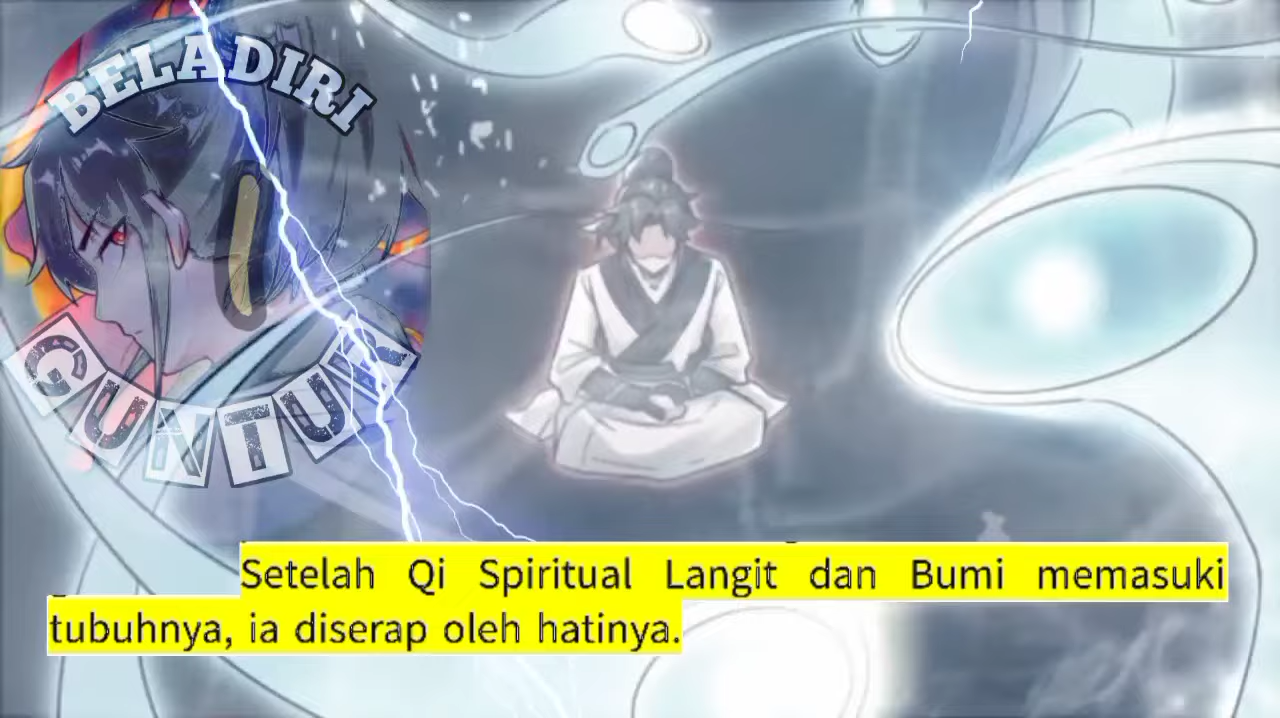 BELADIRI
GUNTUR
Setelah Qi Spiritual Langit dan Bumi memasuki
tubuhnya, ia diserap oleh hatinya.